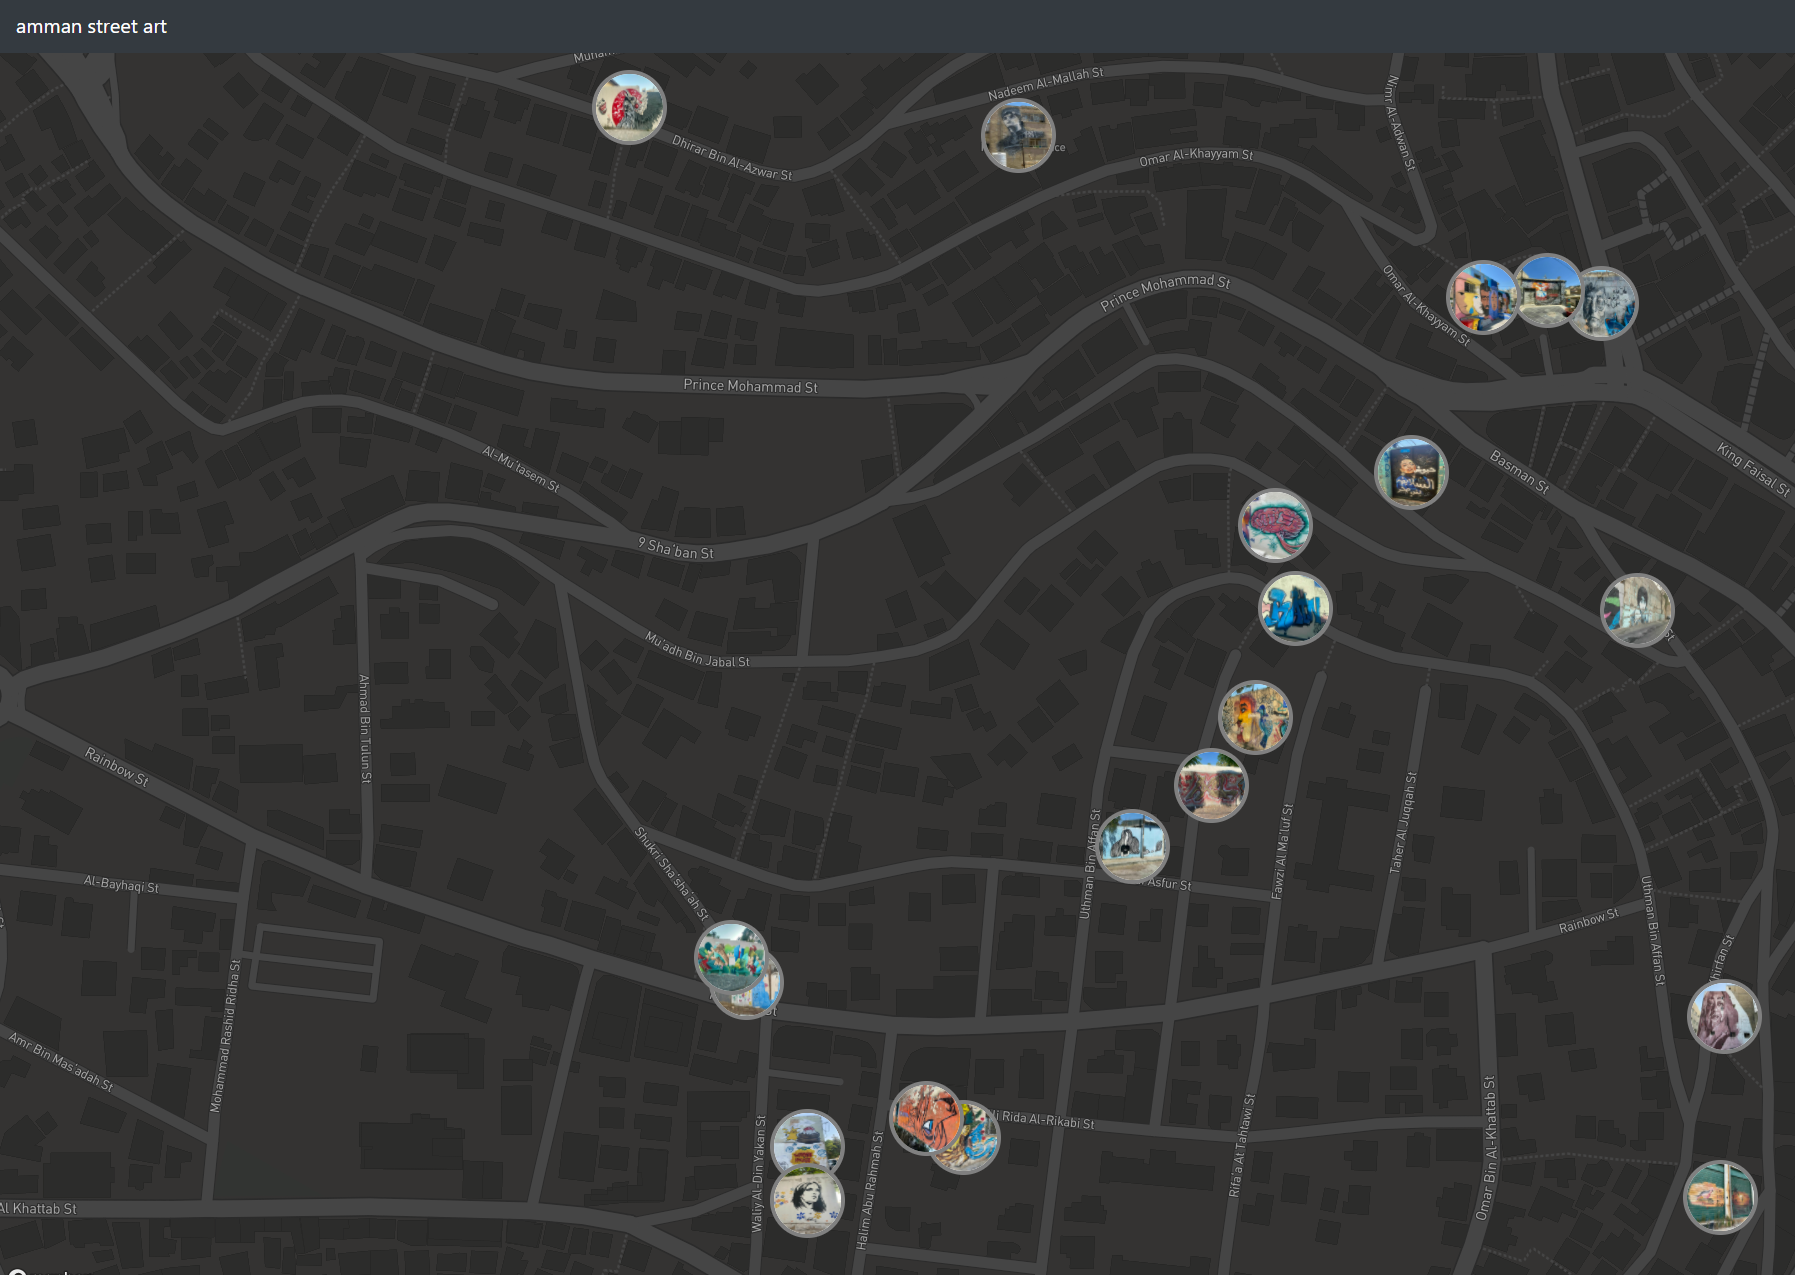 amman street art
Nadeem Al-Mallah St
Nimr Al-Adwan St
Dhirar Bin Al-Azwar St
Omar Al-Khayyam St
Prince Mohammad St
Omar Al-Khayyam St
Prince Mohammad St
Al-Mu'tasem St
Basman St
King Faisal St
9 Sha'ban St
Mu'adh Bin Jabal St
St
Ahmad Bin Tulun St
Rainbow St
Shukri Sha'sha'ah St
Uthman Bin Affan St
Fawzi Al Ma'luf St
Taher Al Juqqah St
Asfur St
Al-Bayhaqi St
Rainbow St
Uthman Bin Affan St
hirfan St
Mohammad Rashid Ridha St
St
Amr Bin Mas'adah St
li Rida Al-Rikabi St
Waliy Al-Din Yakan St
Halim Abu Rahmah St
Rifa'a At Tahtawi St
Omar Bin Al-Khattab St
Al Khattab St